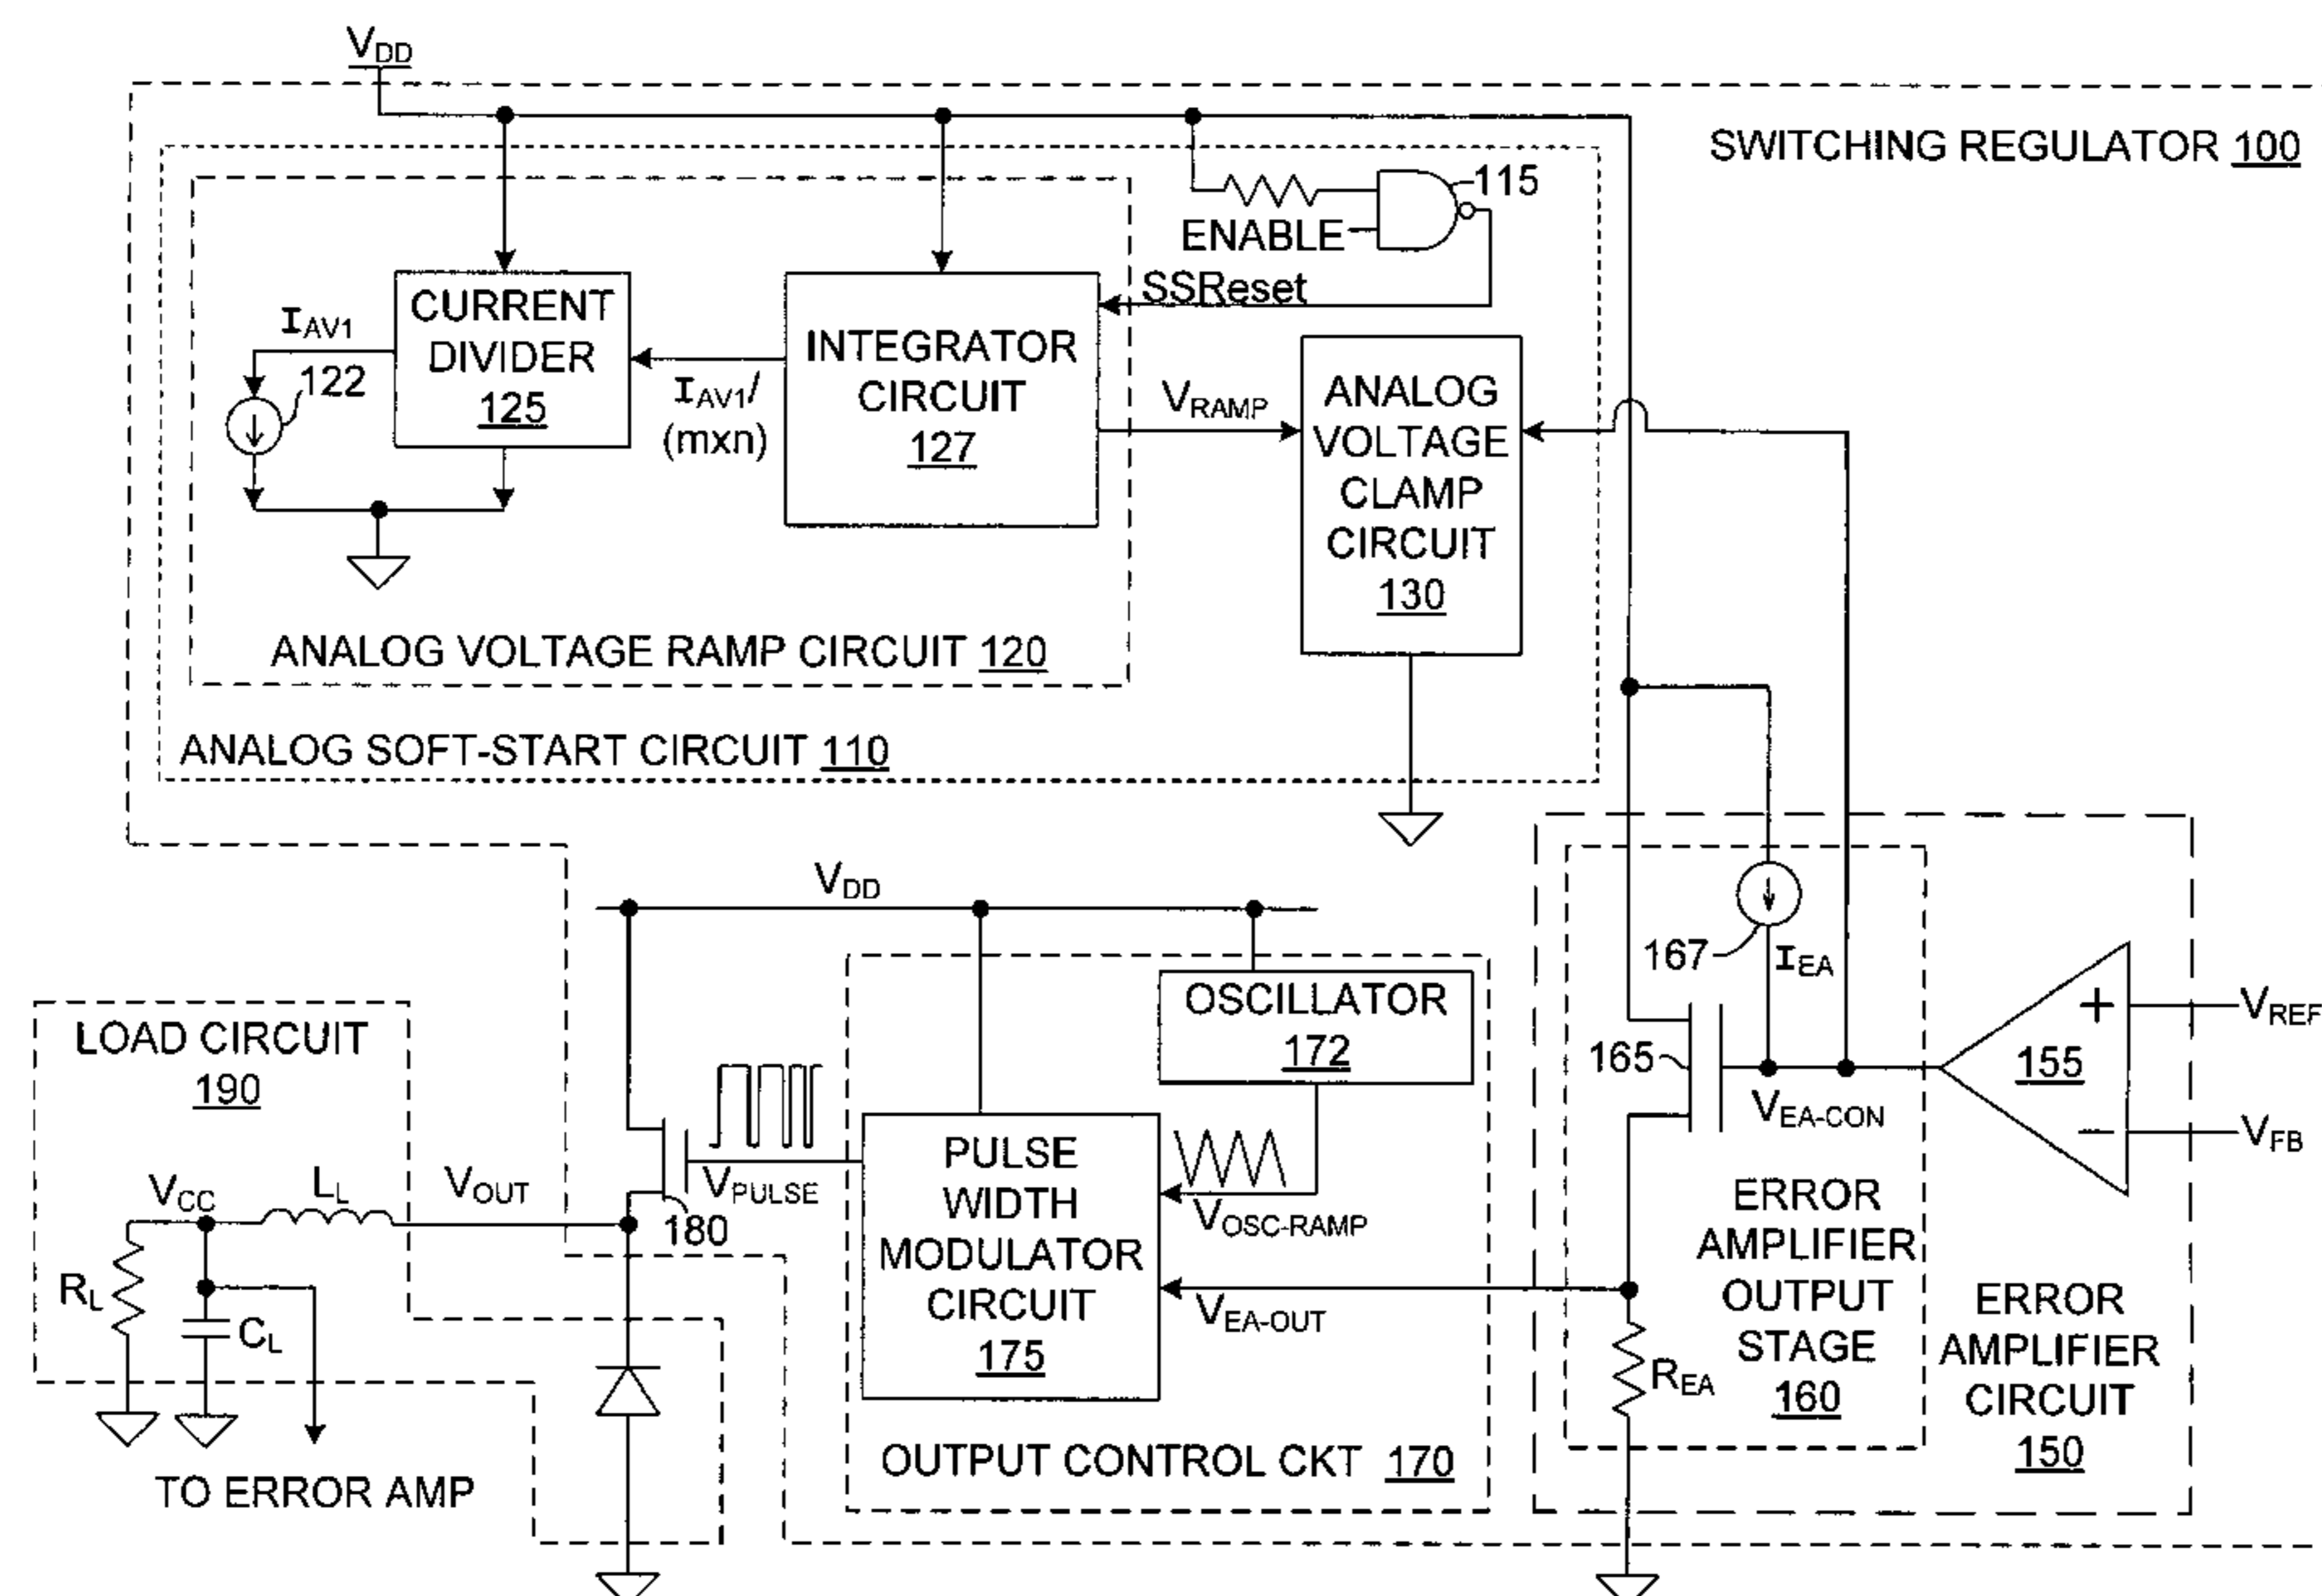 VDD
SWITCHING REGULATOR 100
115
ENABLE
SSReset
CURRENT
DIVIDER
125
IAV1
122
IAV1/
(mxn)
INTEGRATOR
CIRCUIT
127
VRAMP
ANALOG
VOLTAGE
CLAMP
CIRCUIT
130
ANALOG VOLTAGE RAMP CIRCUIT 120
ANALOG SOFT-START CIRCUIT 110
VDD
167
IEA
OSCILLATOR
172
LOAD CIRCUIT
190
165
155
+
−
VREF
VFB
VEA-CON
PULSE
WIDTH
MODULATOR
CIRCUIT
175
VPULSE
180
VOSC-RAMP
VEA-OUT
VCC
LL
VOUT
RL
CL
ERROR
AMPLIFIER
OUTPUT
STAGE
160
REA
ERROR
AMPLIFIER
CIRCUIT
150
OUTPUT CONTROL CKT 170
TO ERROR AMP